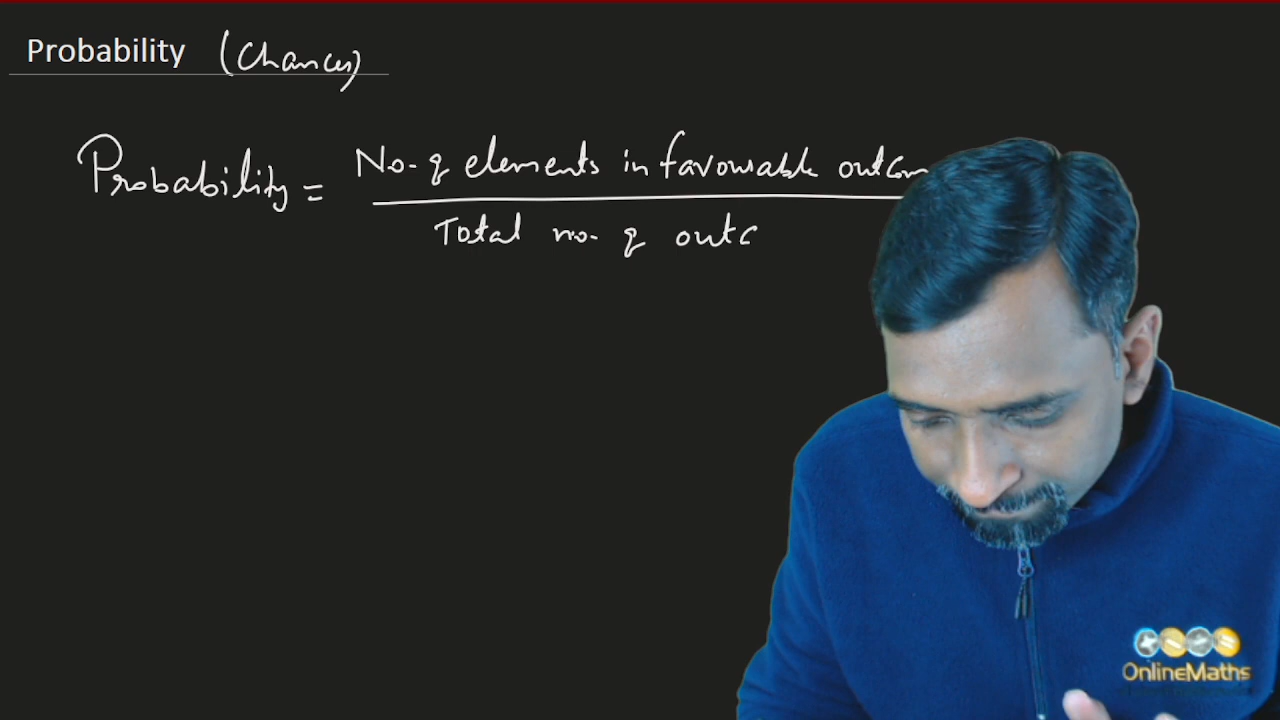 Probability (Chances)
Probability = No. of elements in favourable outcom
Total no. of outc
OnlineMaths